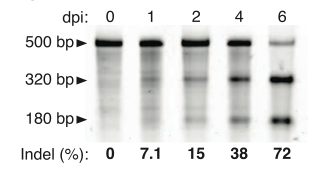 dpi: 0 1 2 4 6
500 bp►
320 bp►
180 bp►
Indel (%): 0 7.1 15 38 72